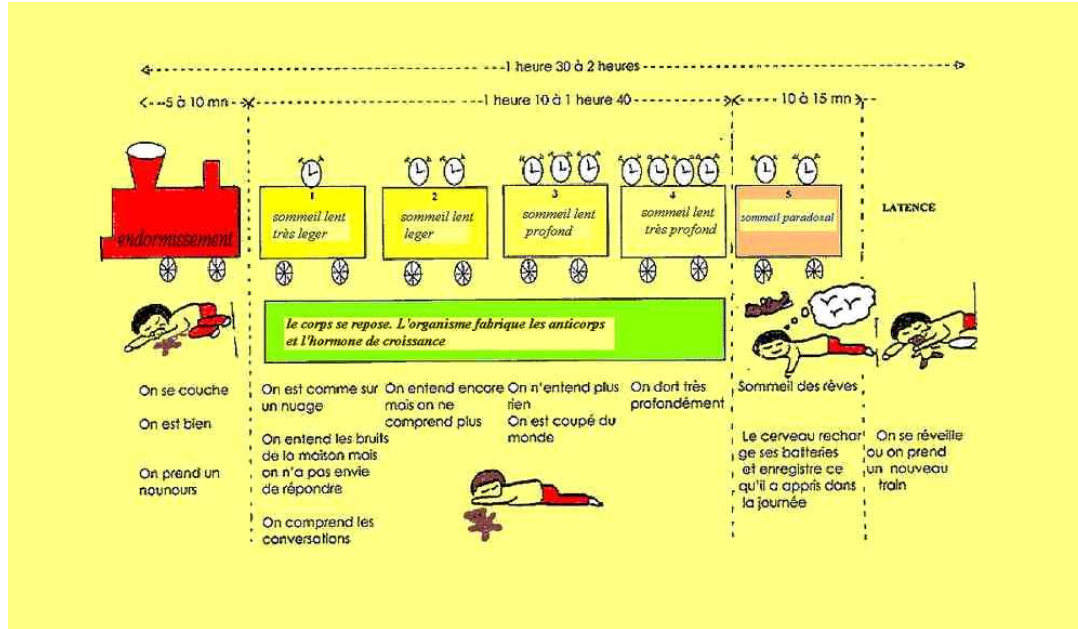 1 heure 30 à 2 heures
5 à 10 mn
1 heure 10 à 1 heure 40
10 à 15 mn
endormissement
1
sommeil lent
très leger
2
sommeil lent
leger
3
sommeil lent
profond
4
sommeil lent
très profond
5
sommeil paradoxal
LATENCE
le corps se repose. L'organisme fabrique les anticorps
et l'hormone de croissance
On se couche
On est bien
On prend un
nounours
On est comme sur
un nuage
On entend les bruits
de la maison mais
on n'a pas envie
de répondre
On comprend les
conversations
On entend encore
mais on ne
comprend plus
On n'entend plus
rien
On est coupé du
monde
On dort très
profondément
Sommeil des rêves
Le cerveau rechar
ge ses batteries
et enregistre ce
qu'il a appris dans
la journée
On se réveille
ou on prend
un nouveau
train